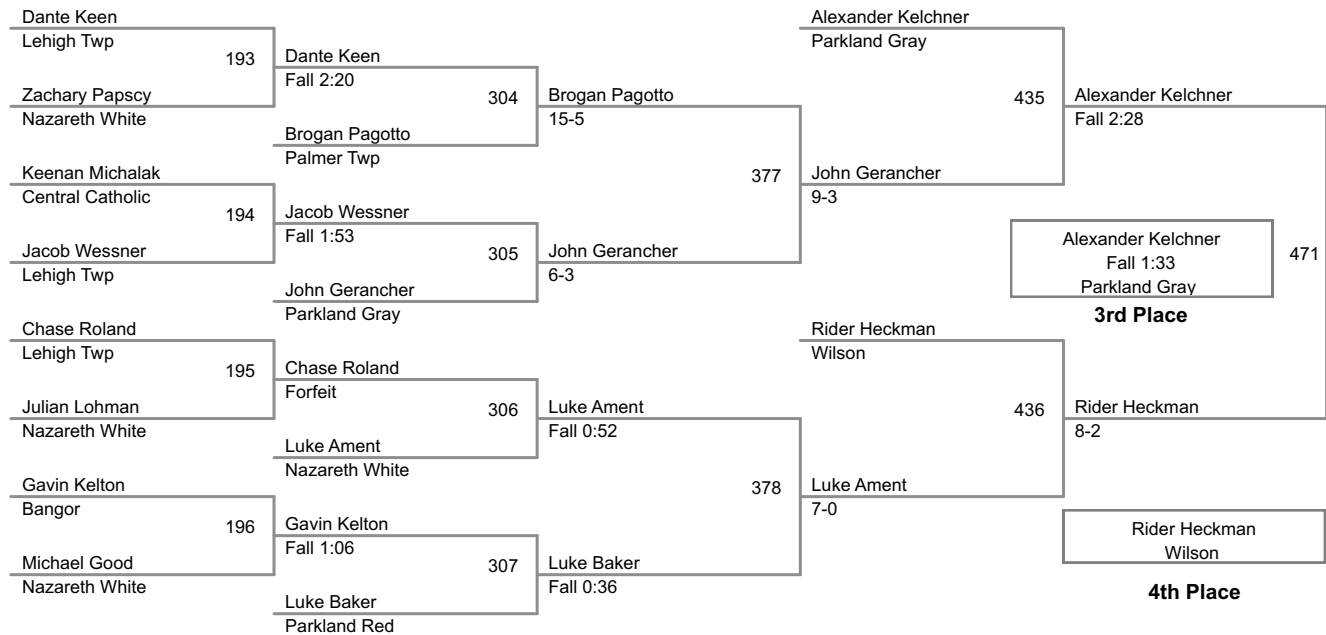 Dante Keen
Lehigh Twp
193
Zachary Papscy
Nazareth White
Keenan Michalak
Central Catholic
194
Jacob Wessner
Lehigh Twp
Chase Roland
Lehigh Twp
195
Julian Lohman
Nazareth White
Gavin Kelton
Bangor
196
Michael Good
Nazareth White
Dante Keen
Fall 2:20
304
Brogan Pagotto
Palmer Twp
Jacob Wessner
Fall 1:53
305
John Gerancher
Parkland Gray
Chase Roland
Forfeit
306
Luke Ament
Nazareth White
Gavin Kelton
Fall 1:06
307
Luke Baker
Parkland Red
Brogan Pagotto
15-5
377
John Gerancher
6-3
Luke Ament
Fall 0:52
378
Luke Baker
Fall 0:36
Alexander Kelchner
Parkland Gray
435
John Gerancher
9-3
Rider Heckman
Wilson
436
Luke Ament
7-0
Alexander Kelchner
Fall 2:28
471
Rider Heckman
8-2
Alexander Kelchner
Fall 1:33
Parkland Gray
3rd Place
Rider Heckman
Wilson
4th Place